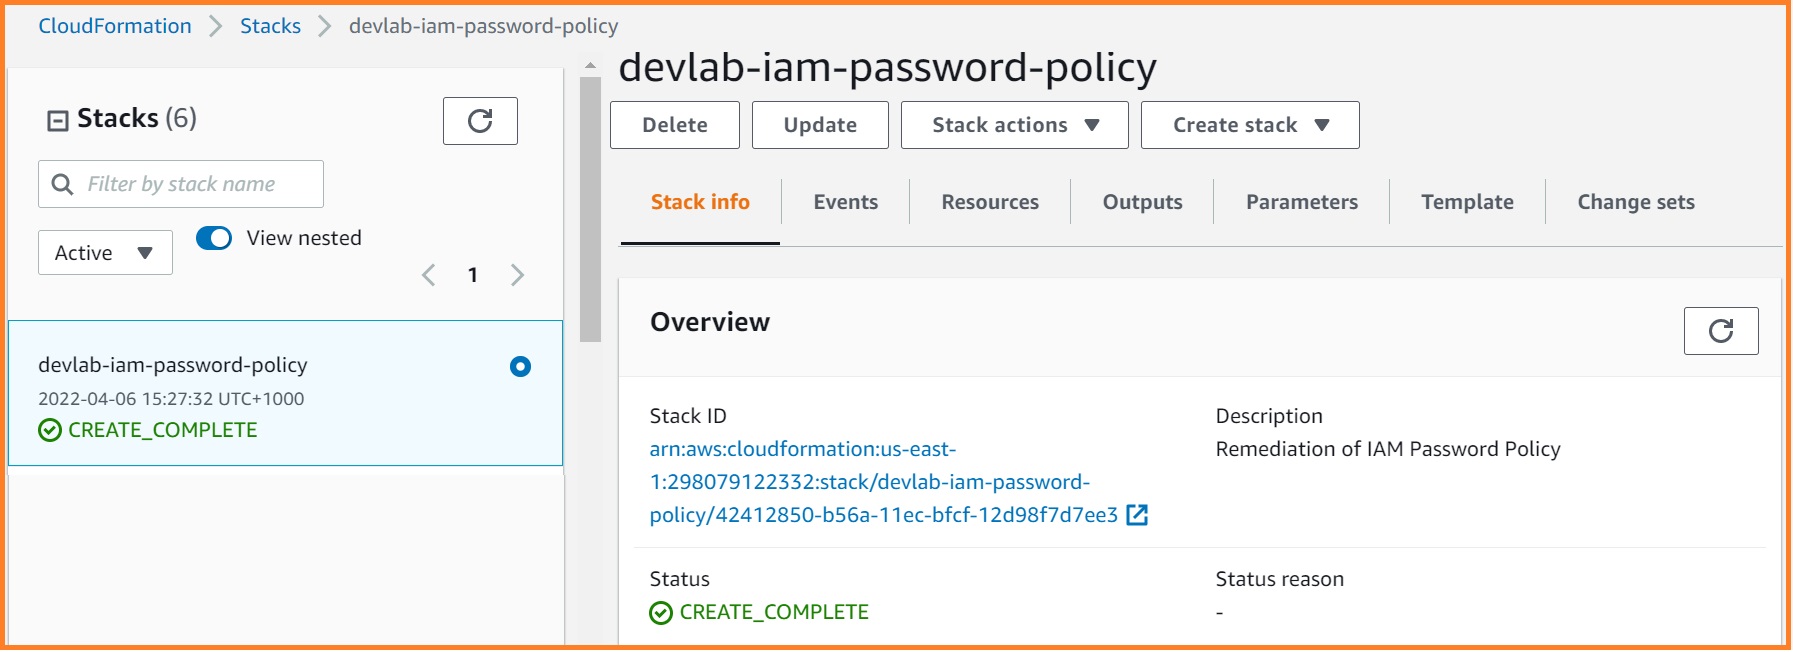 CloudFormation > Stacks > devlab-iam-password-policy
Stacks (6)
Filter by stack name
Active
View nested
1
devlab-iam-password-policy
2022-04-06 15:27:32 UTC+1000
CREATE_COMPLETE
devlab-iam-password-policy
Delete Update Stack actions Create stack
Stack info Events Resources Outputs Parameters Template Change sets
Overview
Stack ID
arn:aws:cloudformation:us-east-
1:298079122332:stack/devlab-iam-password-
policy/42412850-b56a-11ec-bfcf-12d98f7d7ee3
Description
Remediation of IAM Password Policy
Status
CREATE_COMPLETE
Status reason
-